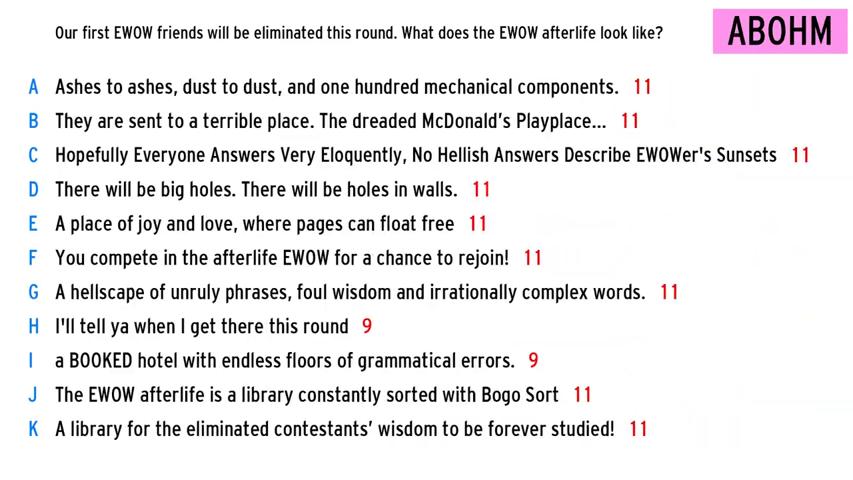 Our first EWOW friends will be eliminated this round. What does the EWOW afterlife look like?
ABOHM
A Ashes to ashes, dust to dust, and one hundred mechanical components. 11
B They are sent to a terrible place. The dreaded McDonald's Playplace... 11
C Hopefully Everyone Answers Very Eloquently, No Hellish Answers Describe EWOWer's Sunsets 11
D There will be big holes. There will be holes in walls. 11
E A place of joy and love, where pages can float free 11
F You compete in the afterlife EWOW for a chance to rejoin! 11
G A hellscape of unruly phrases, foul wisdom and irrationally complex words. 11
H I'll tell ya when I get there this round 9
I a BOOKED hotel with endless floors of grammatical errors. 9
J The EWOW afterlife is a library constantly sorted with Bogo Sort 11
K A library for the eliminated contestants' wisdom to be forever studied! 11